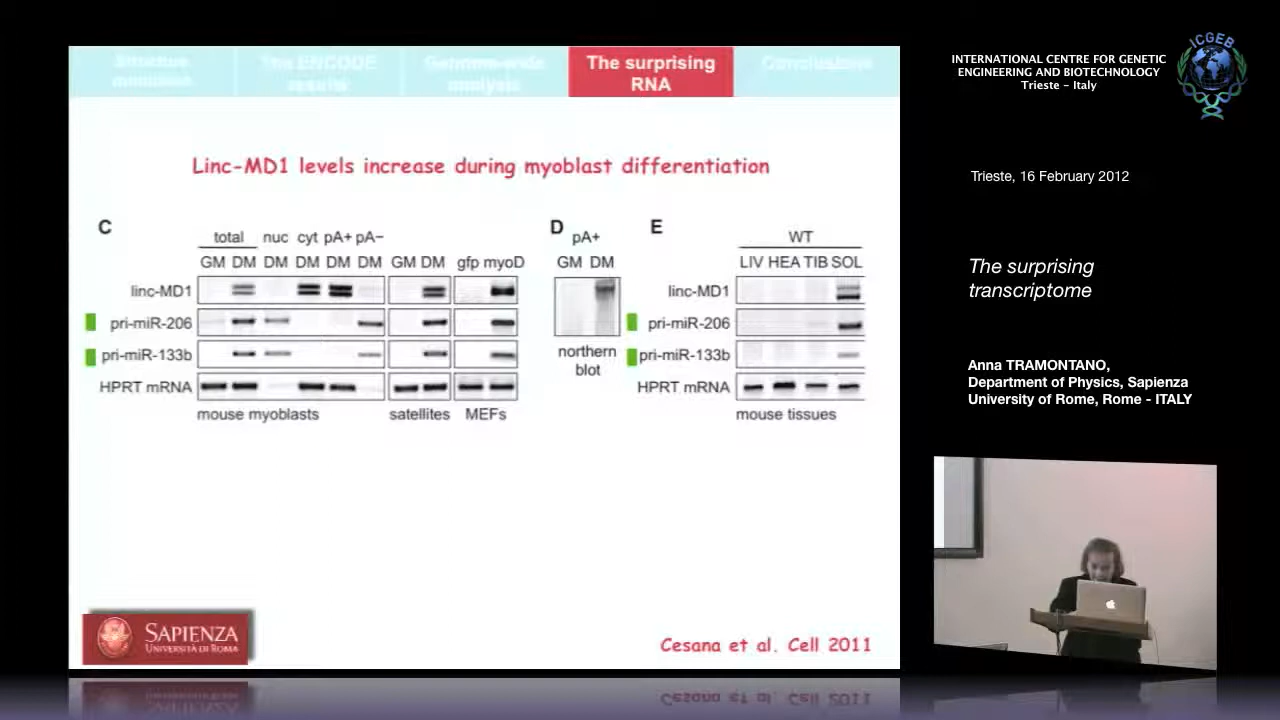 Structure
The ENCODE
results
Genome-wide
analysis
The surprising
RNA
Conclusions
Linc-MD1 levels increase during myoblast differentiation
C
total nuc cyt pA+ pA−
GM DM DM DM DM DM GM DM gfp myoD
linc-MD1
pri-miR-206
pri-miR-133b
HPRT mRNA
mouse myoblasts satellites MEFs
D
pA+
GM DM
northern
blot
E
WT
LIV HEA TIB SOL
linc-MD1
pri-miR-206
pri-miR-133b
HPRT mRNA
mouse tissues
SAPIENZA
UNIVERSITÀ DI ROMA
Cesana et al. Cell 2011
INTERNATIONAL CENTRE FOR GENETIC
ENGINEERING AND BIOTECHNOLOGY
Trieste - Italy
ICGEB
Trieste, 16 February 2012
The surprising
transcriptome
Anna TRAMONTANO,
Department of Physics, Sapienza
University of Rome, Rome - ITALY